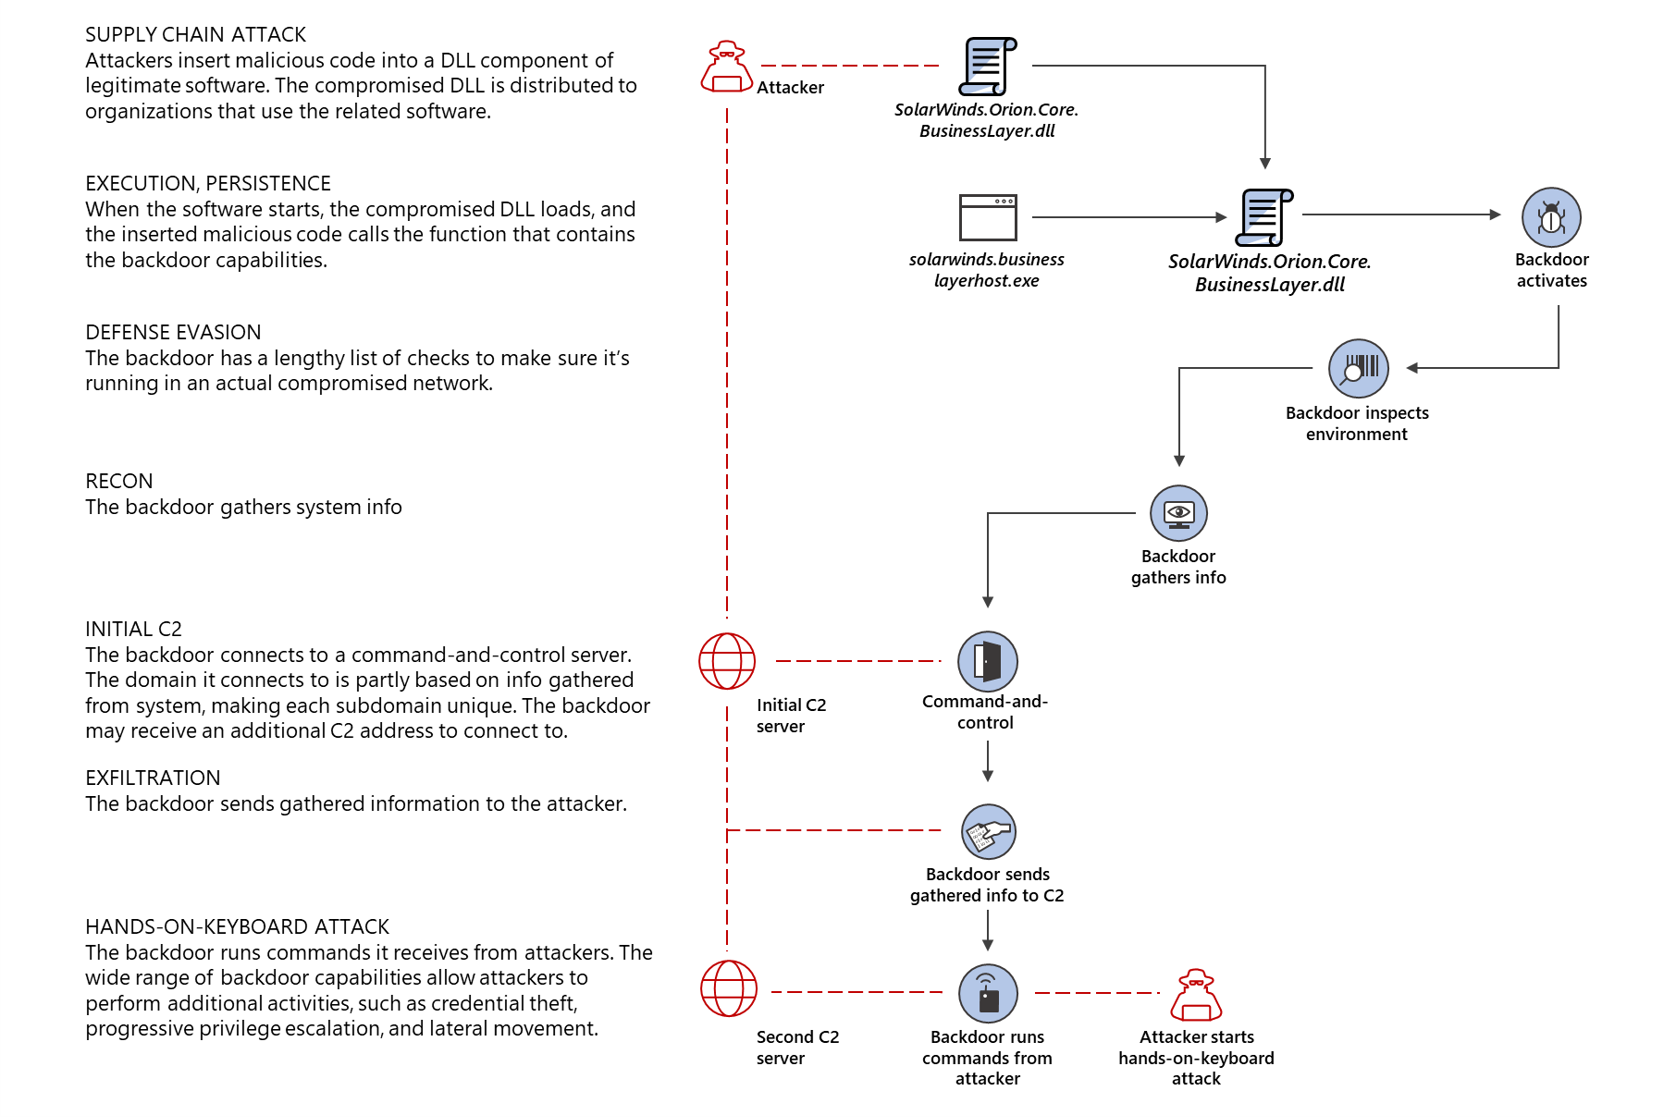 SUPPLY CHAIN ATTACK
Attackers insert malicious code into a DLL component of
legitimate software. The compromised DLL is distributed to
organizations that use the related software.
Attacker
SolarWinds.Orion.Core.
BusinessLayer.dll
EXECUTION, PERSISTENCE
When the software starts, the compromised DLL loads, and
the inserted malicious code calls the function that contains
the backdoor capabilities.
solarwinds.business
layerhost.exe
SolarWinds.Orion.Core.
BusinessLayer.dll
Backdoor
activates
DEFENSE EVASION
The backdoor has a lengthy list of checks to make sure it's
running in an actual compromised network.
Backdoor inspects
environment
RECON
The backdoor gathers system info
Backdoor
gathers info
INITIAL C2
The backdoor connects to a command-and-control server.
The domain it connects to is partly based on info gathered
from system, making each subdomain unique. The backdoor
may receive an additional C2 address to connect to.
Initial C2
server
Command-and-
control
EXFILTRATION
The backdoor sends gathered information to the attacker.
Backdoor sends
gathered info to C2
HANDS-ON-KEYBOARD ATTACK
The backdoor runs commands it receives from attackers. The
wide range of backdoor capabilities allow attackers to
perform additional activities, such as credential theft,
progressive privilege escalation, and lateral movement.
Second C2
server
Backdoor runs
commands from
attacker
Attacker starts
hands-on-keyboard
attack